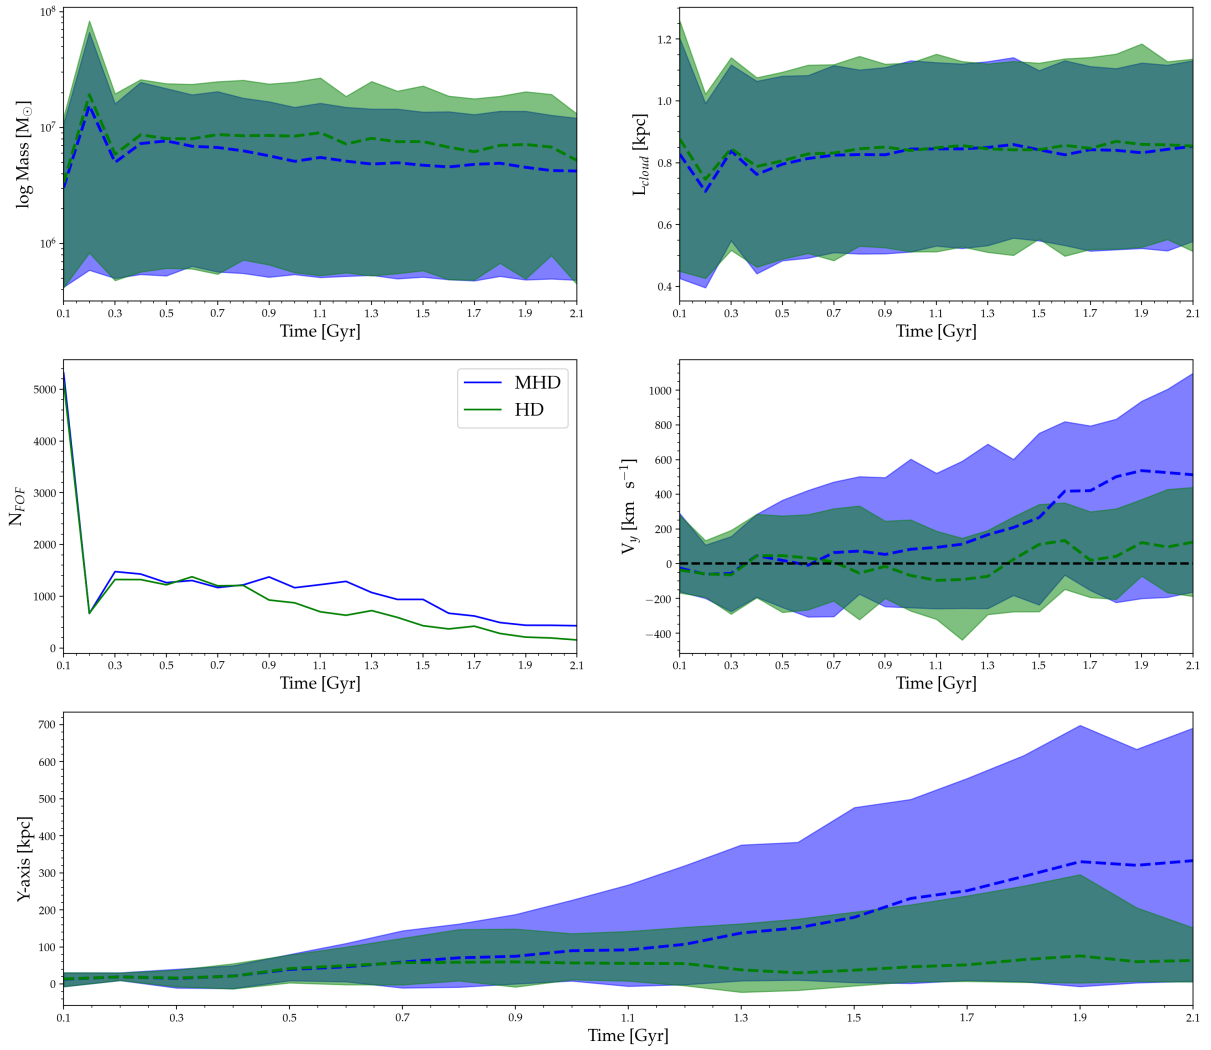 10⁸
10⁷
10⁶
log Mass [M☉]
0.1 0.3 0.5 0.7 0.9 1.1 1.3 1.5 1.7 1.9 2.1
Time [Gyr]
1.2
1.0
0.8
0.6
0.4
L_cloud [kpc]
0.1 0.3 0.5 0.7 0.9 1.1 1.3 1.5 1.7 1.9 2.1
Time [Gyr]
5000
4000
3000
2000
1000
0
N_FOF
MHD
HD
0.1 0.3 0.5 0.7 0.9 1.1 1.3 1.5 1.7 1.9 2.1
Time [Gyr]
1000
800
600
400
200
0
−200
−400
V_y [km s⁻¹]
0.1 0.3 0.5 0.7 0.9 1.1 1.3 1.5 1.7 1.9 2.1
Time [Gyr]
700
600
500
400
300
200
100
0
Y-axis [kpc]
0.1 0.3 0.5 0.7 0.9 1.1 1.3 1.5 1.7 1.9 2.1
Time [Gyr]